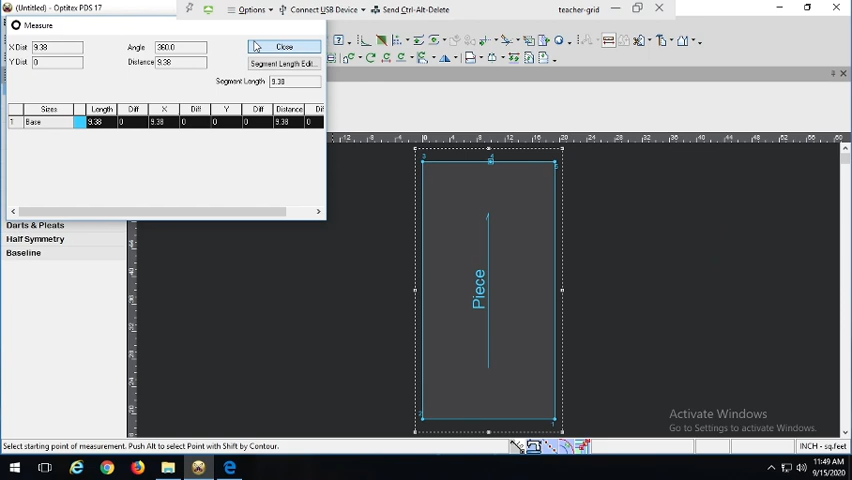 (Untitled) - Optitex PDS 17
Options
Connect USB Device
Send Ctrl-Alt-Delete
teacher-grid
Measure
X Dist 9.38
Angle 360.0
Close
Y Dist 0
Distance 9.38
Segment Length Edit...
Segment Length 9.38
Sizes Length Diff X Diff Y Diff Distance Di
1 Base 9.38 0 9.38 0 0 0 9.38 0
Darts & Pleats
Half Symmetry
Baseline
Piece
Activate Windows
Go to Settings to activate Windows.
Select starting point of measurement. Push Alt to select Point with Shift by Contour.
INCH - sq.feet
11:49 AM
9/15/2020